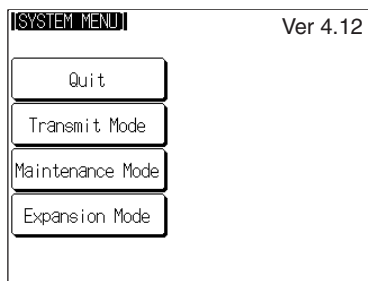 [SYSTEM MENU]
Ver 4.12
Quit
Transmit Mode
Maintenance Mode
Expansion Mode